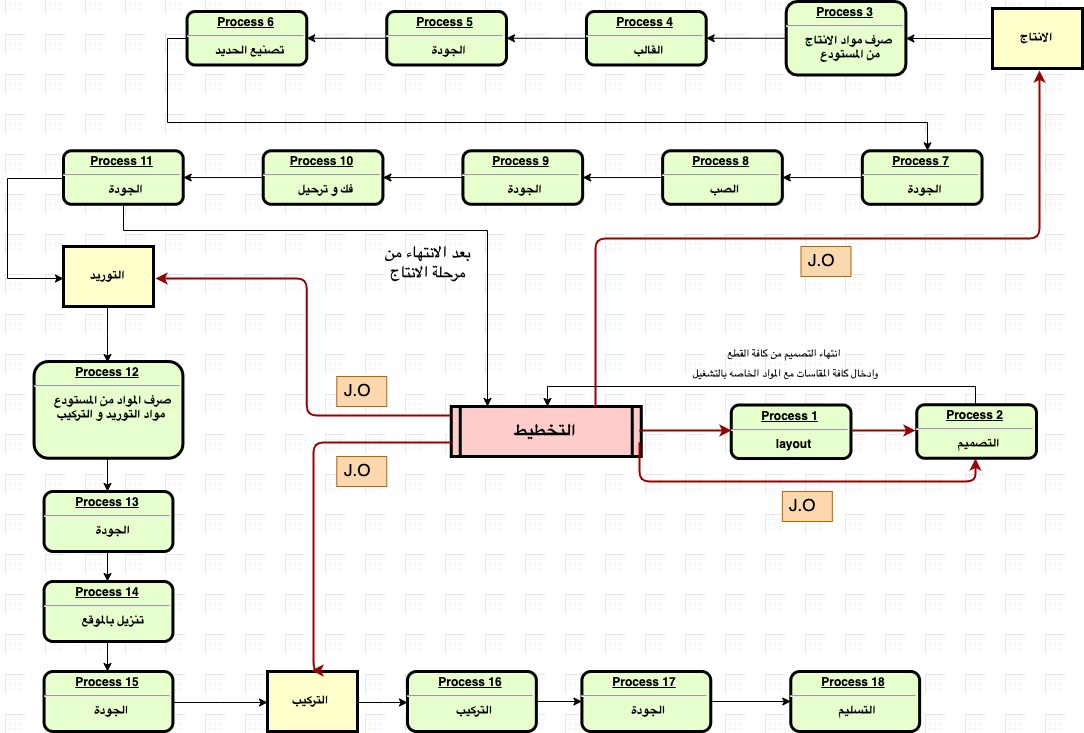 Process 6
تصنيع الحديد
Process 5
الجودة
Process 4
القالب
Process 3
صرف مواد الانتاج
من المستودع
الانتاج
Process 11
الجودة
Process 10
فك و ترحيل
Process 9
الجودة
Process 8
الصب
Process 7
الجودة
بعد الانتهاء من
مرحلة الانتاج
J.O
التوريد
انتهاء التصميم من كافة القطع
وادخال كافة المقاسات مع المواد الخاصه بالتشغيل
Process 12
صرف المواد من المستودع
مواد التوريد و التركيب
J.O
التخطيط
Process 1
layout
Process 2
التصميم
J.O
J.O
Process 13
الجودة
Process 14
تنزيل بالموقع
Process 15
الجودة
التركيب
Process 16
التركيب
Process 17
الجودة
Process 18
التسليم